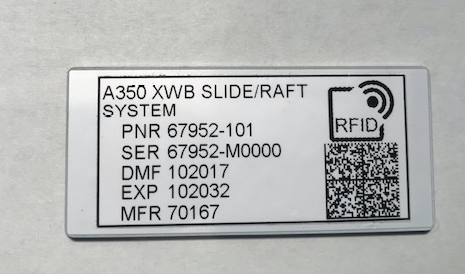 A350 XWB SLIDE/RAFT
SYSTEM
PNR 67952-101
SER 67952-M0000
DMF 102017
EXP 102032
MFR 70167
RFID